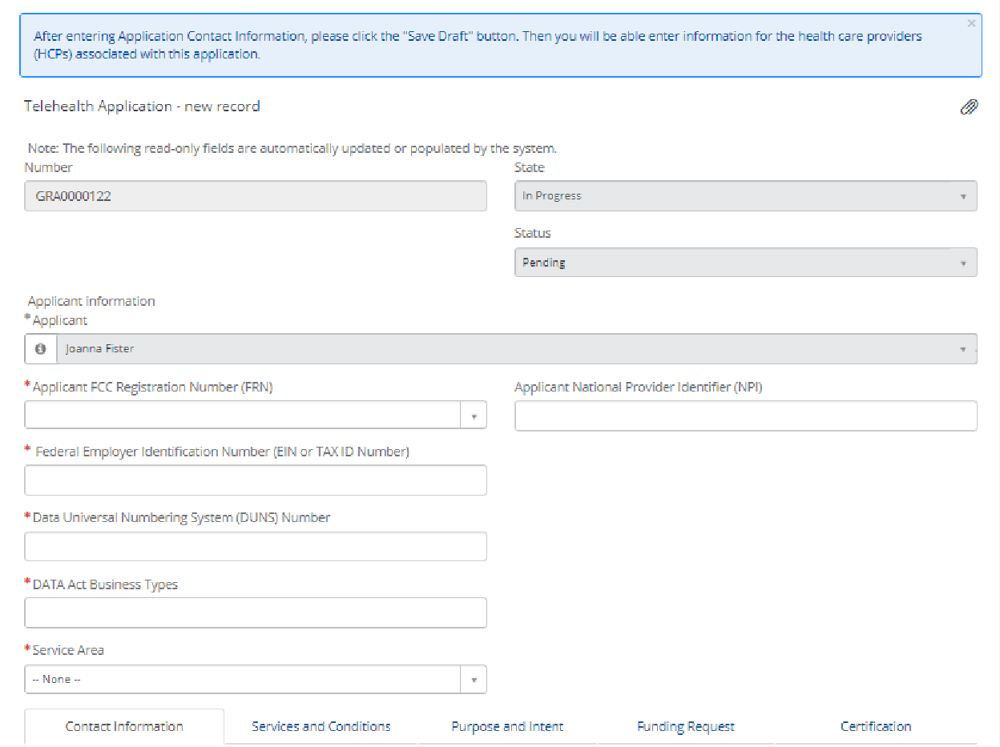 After entering Application Contact Information, please click the "Save Draft" button. Then you will be able enter information for the health care providers
(HCPs) associated with this application.
×
Telehealth Application - new record
Note: The following read-only fields are automatically updated or populated by the system.
Number
State
GRA0000122
In Progress
Status
Pending
Applicant information
* Applicant
Joanna Fister
* Applicant FCC Registration Number (FRN)
Applicant National Provider Identifier (NPI)
* Federal Employer Identification Number (EIN or TAX ID Number)
* Data Universal Numbering System (DUNS) Number
* DATA Act Business Types
* Service Area
-- None --
Contact Information
Services and Conditions
Purpose and Intent
Funding Request
Certification